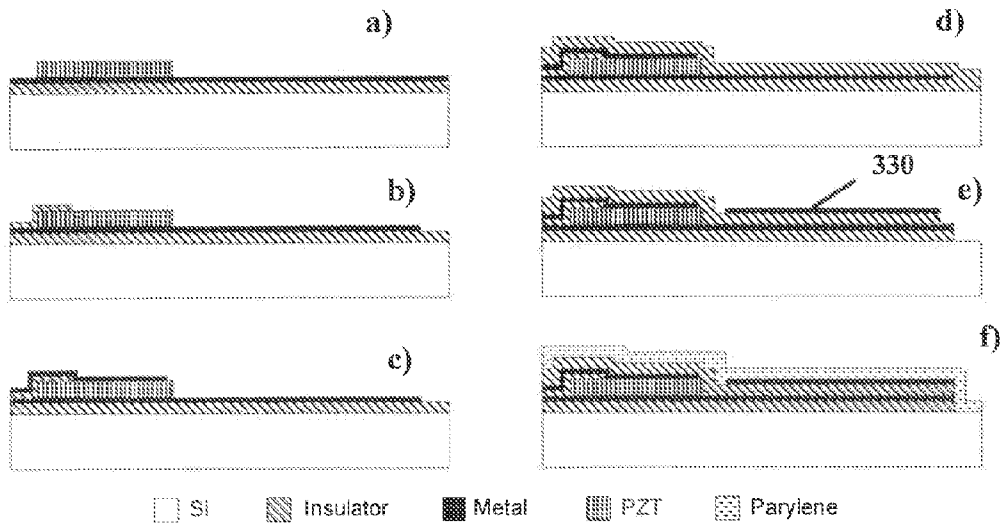 a)
d)
330
b)
e)
c)
f)
Si Insulator Metal PZT Parylene